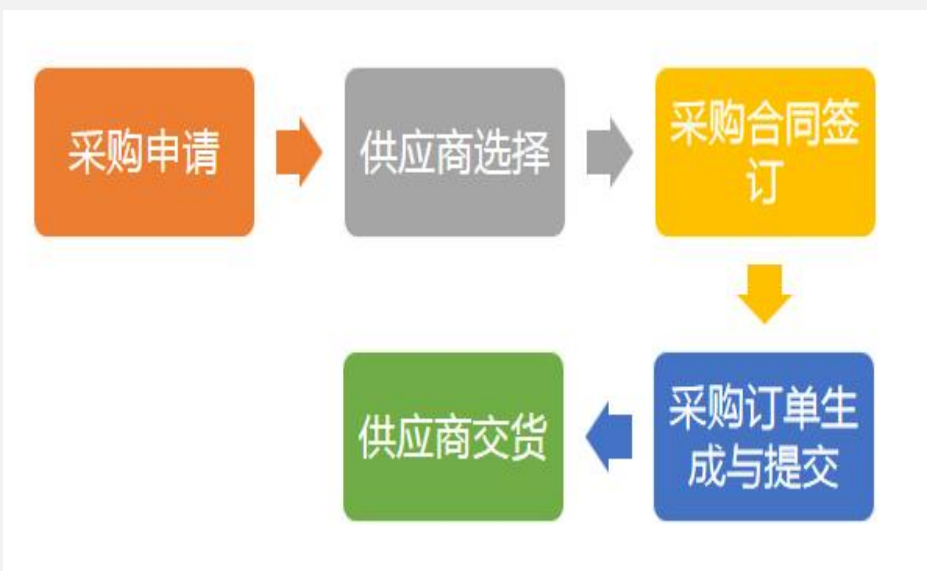 采购申请
供应商选择
采购合同签
订
采购订单生
成与提交
供应商交货